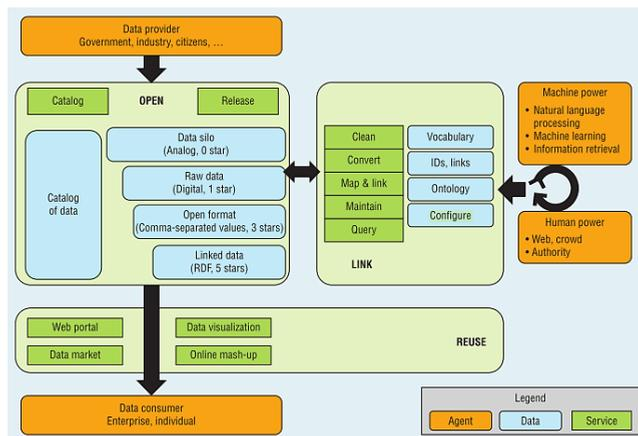 Data provider
Government, industry, citizens, ...
Catalog
OPEN
Release
Catalog
of data
Data silo
(Analog, 0 star)
Raw data
(Digital, 1 star)
Open format
(Comma-separated values, 3 stars)
Linked data
(RDF, 5 stars)
Clean
Convert
Map & link
Maintain
Query
Vocabulary
IDs, links
Ontology
Configure
LINK
Machine power
• Natural language
processing
• Machine learning
• Information retrieval
Human power
• Web, crowd
• Authority
Web portal
Data visualization
Data market
Online mash-up
REUSE
Data consumer
Enterprise, individual
Legend
Agent
Data
Service